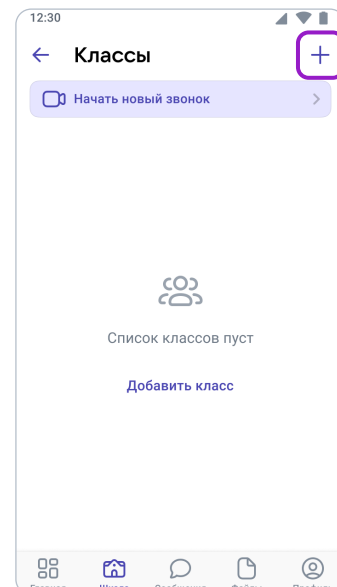 12:30
Классы
Начать новый звонок
Список классов пуст
Добавить класс